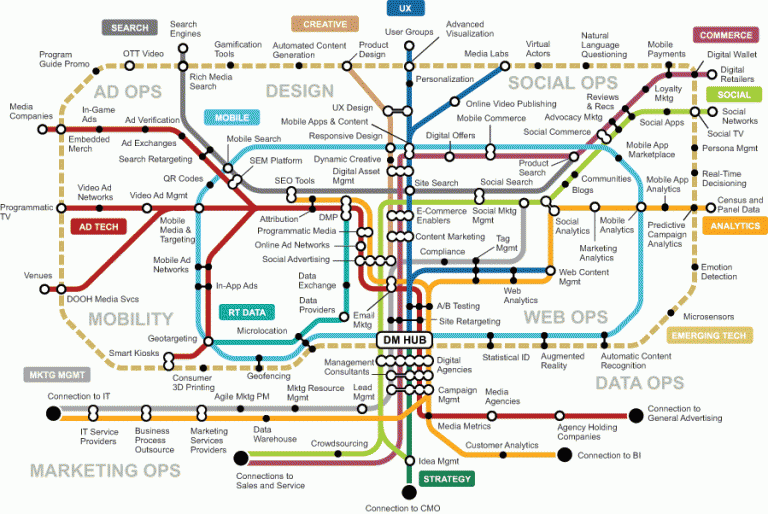 SEARCH
CREATIVE
UX
COMMERCE
SOCIAL
MOBILE
AD TECH
ANALYTICS
RT DATA
EMERGING TECH
MKTG MGMT
STRATEGY
AD OPS
DESIGN
SOCIAL OPS
MOBILITY
WEB OPS
DATA OPS
MARKETING OPS
DM HUB
Program
Guide Promo
OTT Video
Search
Engines
Gamification
Tools
Automated Content
Generation
Product
Design
User Groups
Advanced
Visualization
Media Labs
Virtual
Actors
Natural
Language
Questioning
Mobile
Payments
Digital Wallet
Digital
Retailers
Rich Media
Search
Personalization
Loyalty
Mktg
Reviews
& Recs
Advocacy Mktg
Social Commerce
Social Apps
Social
Networks
Social TV
Media
Companies
In-Game
Ads
Ad Verification
Embedded
Merch
Ad Exchanges
Search Retargeting
UX Design
Mobile Apps & Content
Responsive Design
Online Video Publishing
Mobile Commerce
Digital Offers
Mobile App
Marketplace
Persona Mgmt
Mobile Search
SEM Platform
QR Codes
SEO Tools
Dynamic Creative
Digital Asset
Mgmt
Site Search
Social Search
Product
Search
Communities
Blogs
Mobile App
Analytics
Real-Time
Decisioning
Programmatic
TV
Video Ad
Networks
Video Ad Mgmt
Mobile
Media &
Targeting
Attribution
DMP
Programmatic Media
Online Ad Networks
Social Advertising
E-Commerce
Enablers
Content Marketing
Social Mktg
Mgmt
Social
Analytics
Marketing
Analytics
Mobile
Analytics
Predictive
Campaign
Analytics
Census and
Panel Data
Compliance
Tag
Mgmt
Web
Analytics
Web Content
Mgmt
Emotion
Detection
Venues
DOOH Media Svcs
Mobile Ad
Networks
In-App Ads
Data
Exchange
Data
Providers
Email
Mktg
A/B Testing
Site Retargeting
Microsensors
Microlocation
Geotargeting
Smart Kiosks
Consumer
3D Printing
Geofencing
Statistical ID
Augmented
Reality
Automatic Content
Recognition
Management
Consultants
Digital
Agencies
Campaign
Mgmt
Connection to IT
Agile Mktg PM
Mktg Resource
Mgmt
Lead
Mgmt
IT Service
Providers
Business
Process
Outsource
Marketing
Services
Providers
Data
Warehouse
Media
Agencies
Media Metrics
Agency Holding
Companies
Connection to
General Advertising
Crowdsourcing
Customer Analytics
Connection to BI
Connections to
Sales and Service
Idea Mgmt
Connection to CMO